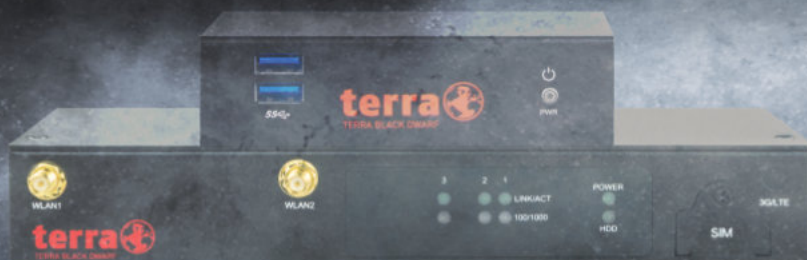 SS
terra
TERRA BLACK DWARF
PWR
WLAN1
WLAN2
3 2 1
LINK/ACT
100/1000
POWER
HDD
3G/LTE
SIM
terra
TERRA BLACK DWARF